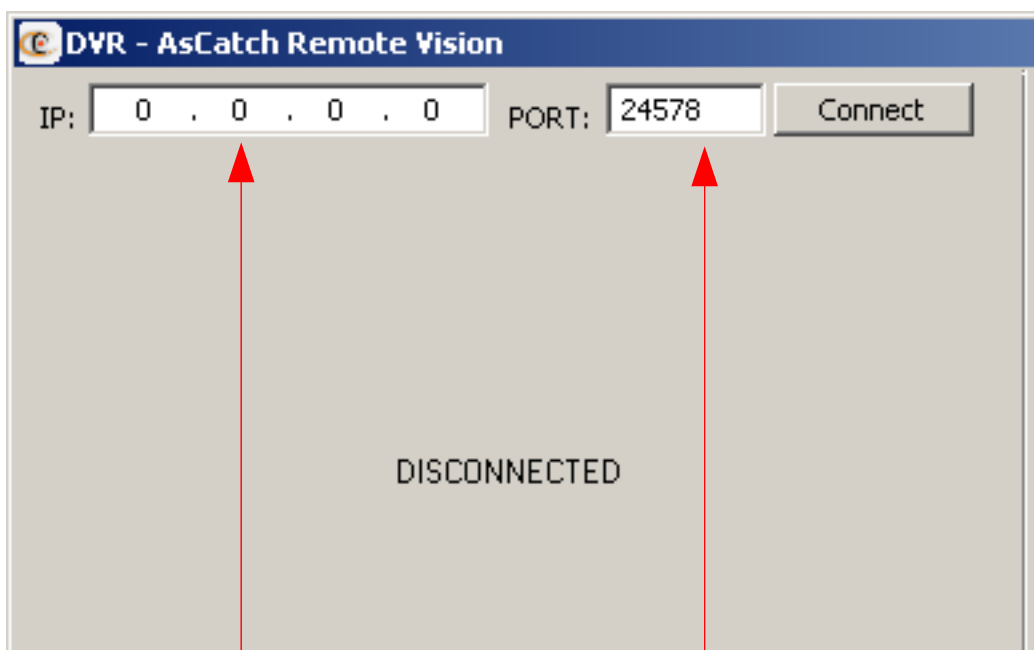 DVR - AsCatch Remote Vision
IP: 0 . 0 . 0 . 0 PORT: 24578 Connect
DISCONNECTED